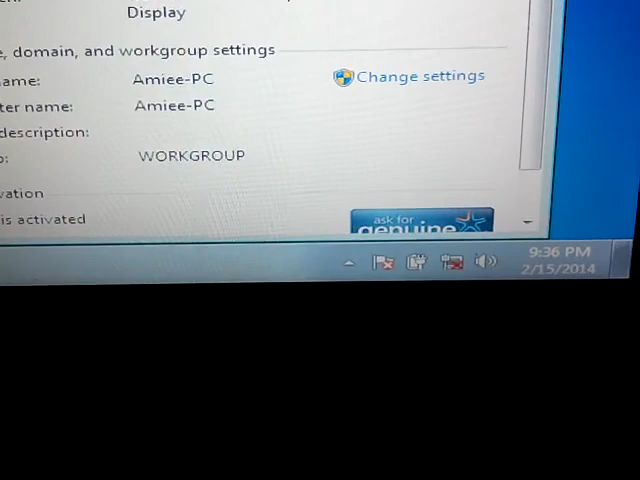 Display
e, domain, and workgroup settings
ame: Amiee-PC Change settings
ter name: Amiee-PC
description:
WORKGROUP
vation
is activated
ask for
genuine
9:36 PM
2/15/2014